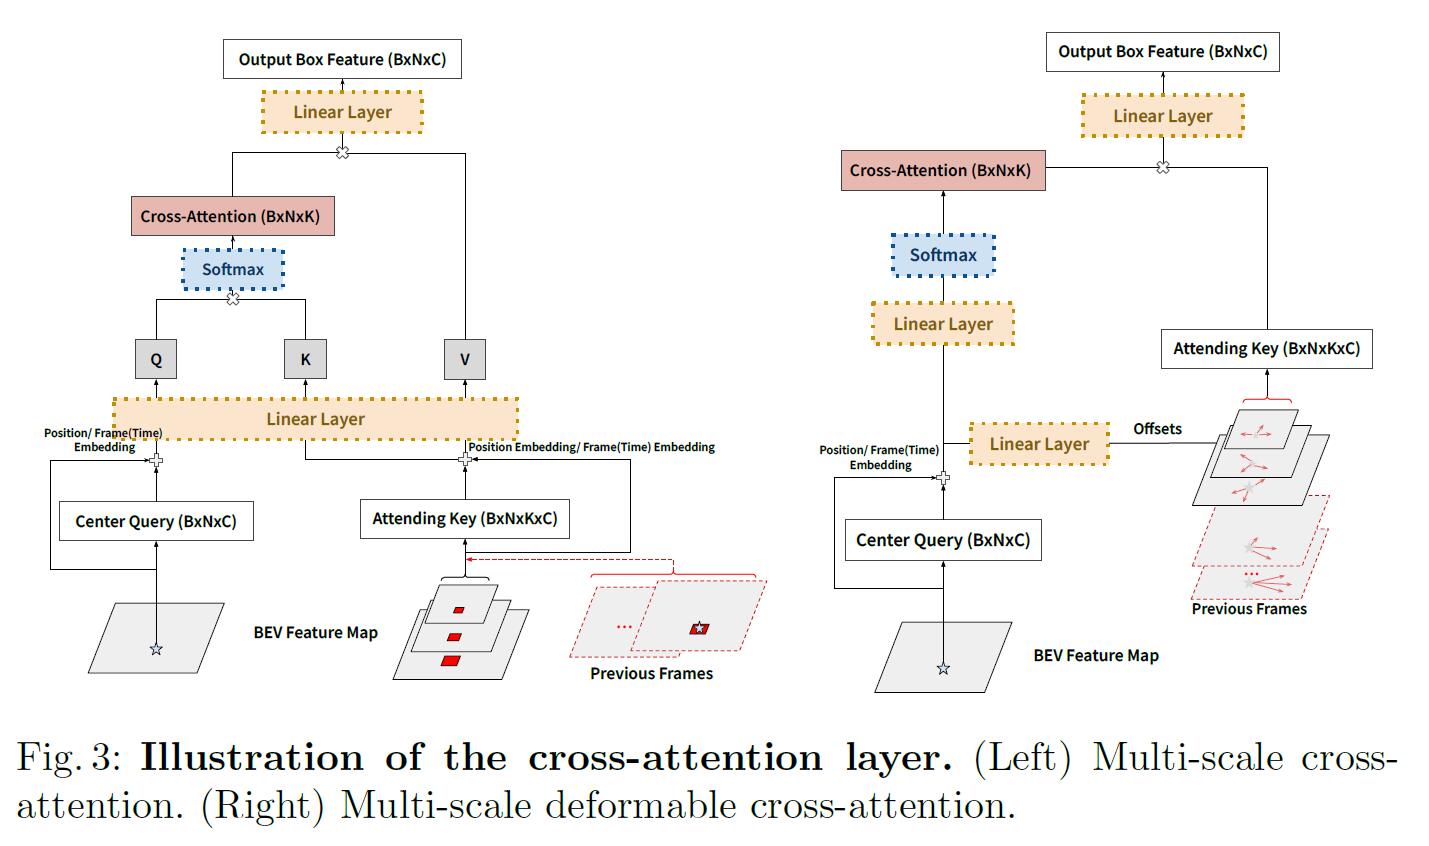 Output Box Feature (BxNxC)
Linear Layer
Cross-Attention (BxNxK)
Softmax
Q
K
V
Linear Layer
Position/ Frame(Time)
Embedding
Position Embedding/ Frame(Time) Embedding
Center Query (BxNxC)
Attending Key (BxNxKxC)
BEV Feature Map
...
Previous Frames
Output Box Feature (BxNxC)
Linear Layer
Cross-Attention (BxNxK)
Softmax
Linear Layer
Attending Key (BxNxKxC)
Linear Layer
Offsets
Position/ Frame(Time)
Embedding
Center Query (BxNxC)
...
Previous Frames
BEV Feature Map
Fig. 3: Illustration of the cross-attention layer. (Left) Multi-scale cross-
attention. (Right) Multi-scale deformable cross-attention.